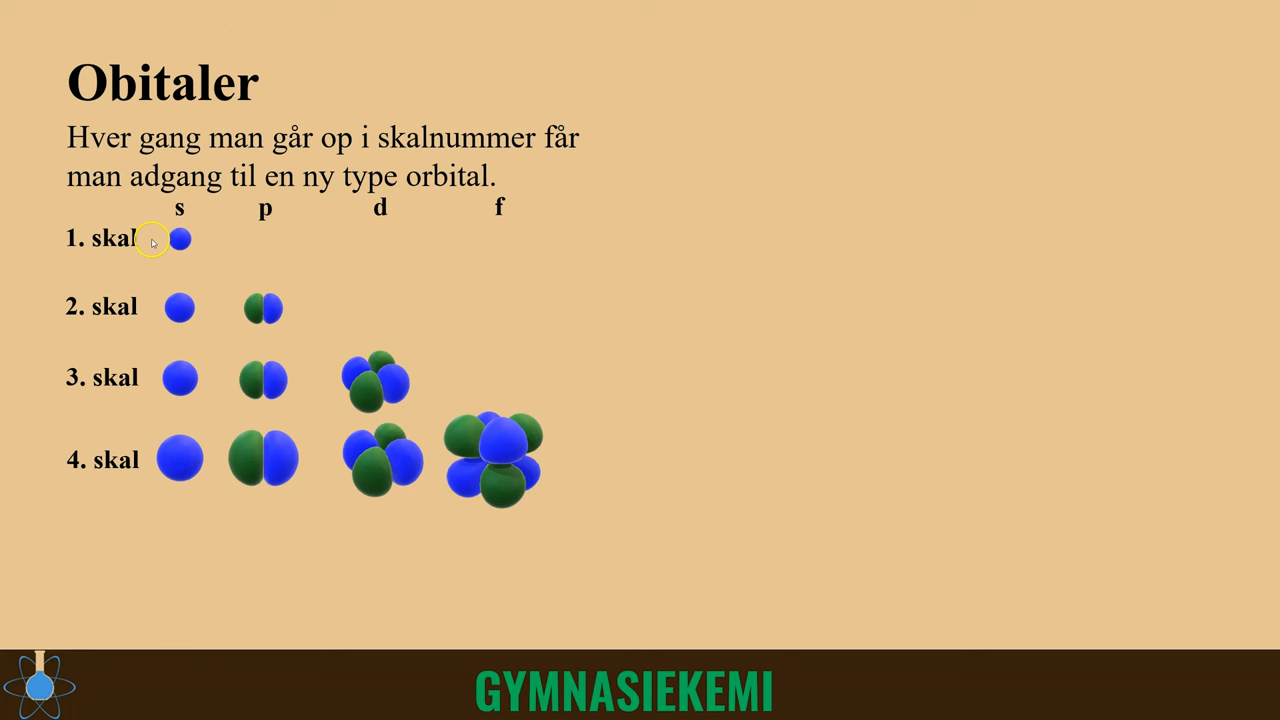 Obitaler
Hver gang man går op i skalnummer får
man adgang til en ny type orbital.
s p d f
1. skal
2. skal
3. skal
4. skal
GYMNASIEKEMI